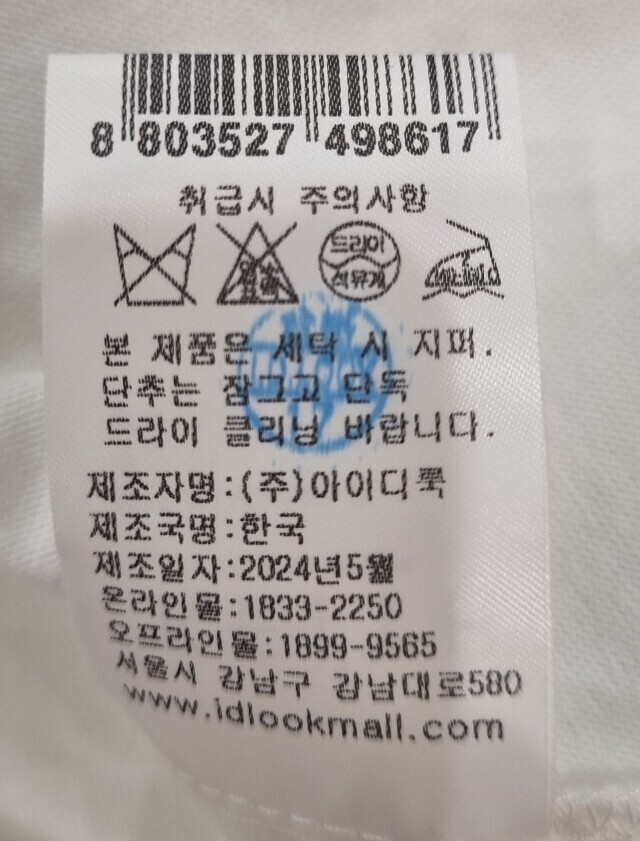 8 803527 498617
취급시 주의사항
드라이
석유계
본 제품은 세탁 시 지퍼.
단추는 잠그고 단독
드라이 클리닝 바랍니다.
제조자명:(주)아이디룩
제조국명:한국
제조일자:2024년5월
온라인몰:1833-2250
오프라인몰:1899-9565
서울시 강남구 강남대로580
www.idlookmall.com